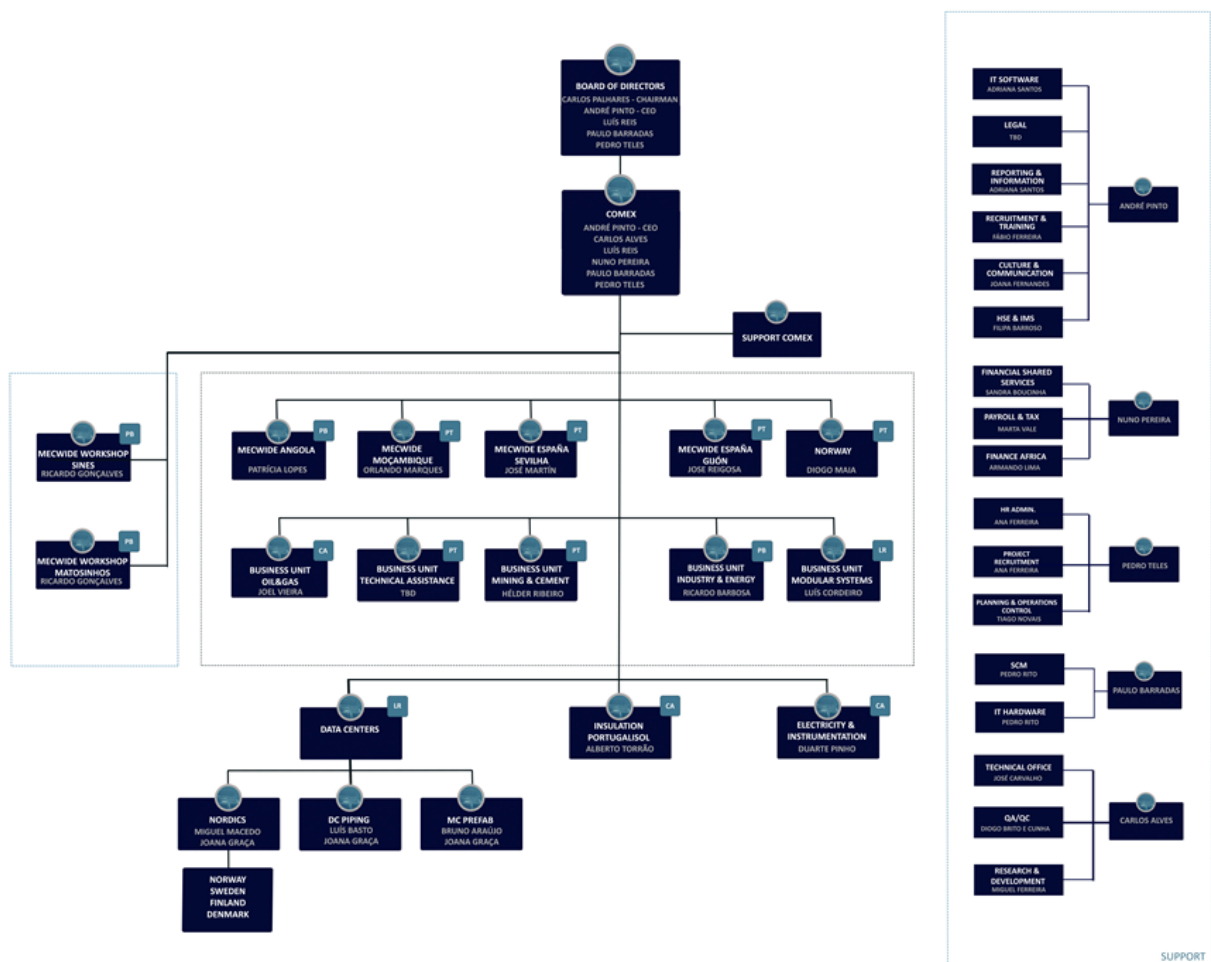 BOARD OF DIRECTORS
CARLOS PALHARES - CHAIRMAN
ANDRÉ PINTO - CEO
LUÍS REIS
PAULO BARRADAS
PEDRO TELES
COMEX
ANDRÉ PINTO - CEO
CARLOS ALVES
LUÍS REIS
NUNO PEREIRA
PAULO BARRADAS
PEDRO TELES
SUPPORT COMEX
PB
MECWIDE WORKSHOP
SINES
RICARDO GONÇALVES
PB
MECWIDE WORKSHOP
MATOSINHOS
RICARDO GONÇALVES
PB
MECWIDE ANGOLA
PATRÍCIA LOPES
PT
MECWIDE
MOÇAMBIQUE
ORLANDO MARQUES
PT
MECWIDE ESPAÑA
SEVILHA
JOSÉ MARTÍN
PT
MECWIDE ESPAÑA
GIJÓN
JOSE REIGOSA
PT
NORWAY
DIOGO MAIA
CA
BUSINESS UNIT
OIL&GAS
JOEL VIEIRA
PT
BUSINESS UNIT
TECHNICAL ASSISTANCE
TBD
PT
BUSINESS UNIT
MINING & CEMENT
HÉLDER RIBEIRO
PB
BUSINESS UNIT
INDUSTRY & ENERGY
RICARDO BARBOSA
LR
BUSINESS UNIT
MODULAR SYSTEMS
LUÍS CORDEIRO
LR
DATA CENTERS
CA
INSULATION
PORTUGALISOL
ALBERTO TORRÃO
CA
ELECTRICITY &
INSTRUMENTATION
DUARTE PINHO
NORDICS
MIGUEL MACEDO
JOANA GRAÇA
DC PIPING
LUÍS BASTO
JOANA GRAÇA
MC PREFAB
BRUNO ARAÚJO
JOANA GRAÇA
NORWAY
SWEDEN
FINLAND
DENMARK
IT SOFTWARE
ADRIANA SANTOS
LEGAL
TBD
REPORTING &
INFORMATION
ADRIANA SANTOS
RECRUITMENT &
TRAINING
FÁBIO FERREIRA
CULTURE &
COMMUNICATION
JOANA FERNANDES
HSE & IMS
FILIPA BARROSO
ANDRÉ PINTO
FINANCIAL SHARED
SERVICES
SANDRA BOUCINHA
PAYROLL & TAX
MARTA VALE
FINANCE AFRICA
ARMANDO LIMA
NUNO PEREIRA
HR ADMIN.
ANA FERREIRA
PROJECT
RECRUITMENT
ANA FERREIRA
PLANNING & OPERATIONS
CONTROL
TIAGO NOVAIS
PEDRO TELES
SCM
PEDRO RITO
IT HARDWARE
PEDRO RITO
PAULO BARRADAS
TECHNICAL OFFICE
JOSÉ CARVALHO
QA/QC
DIOGO BRITO E CUNHA
RESEARCH &
DEVELOPMENT
MIGUEL FERREIRA
CARLOS ALVES
SUPPORT